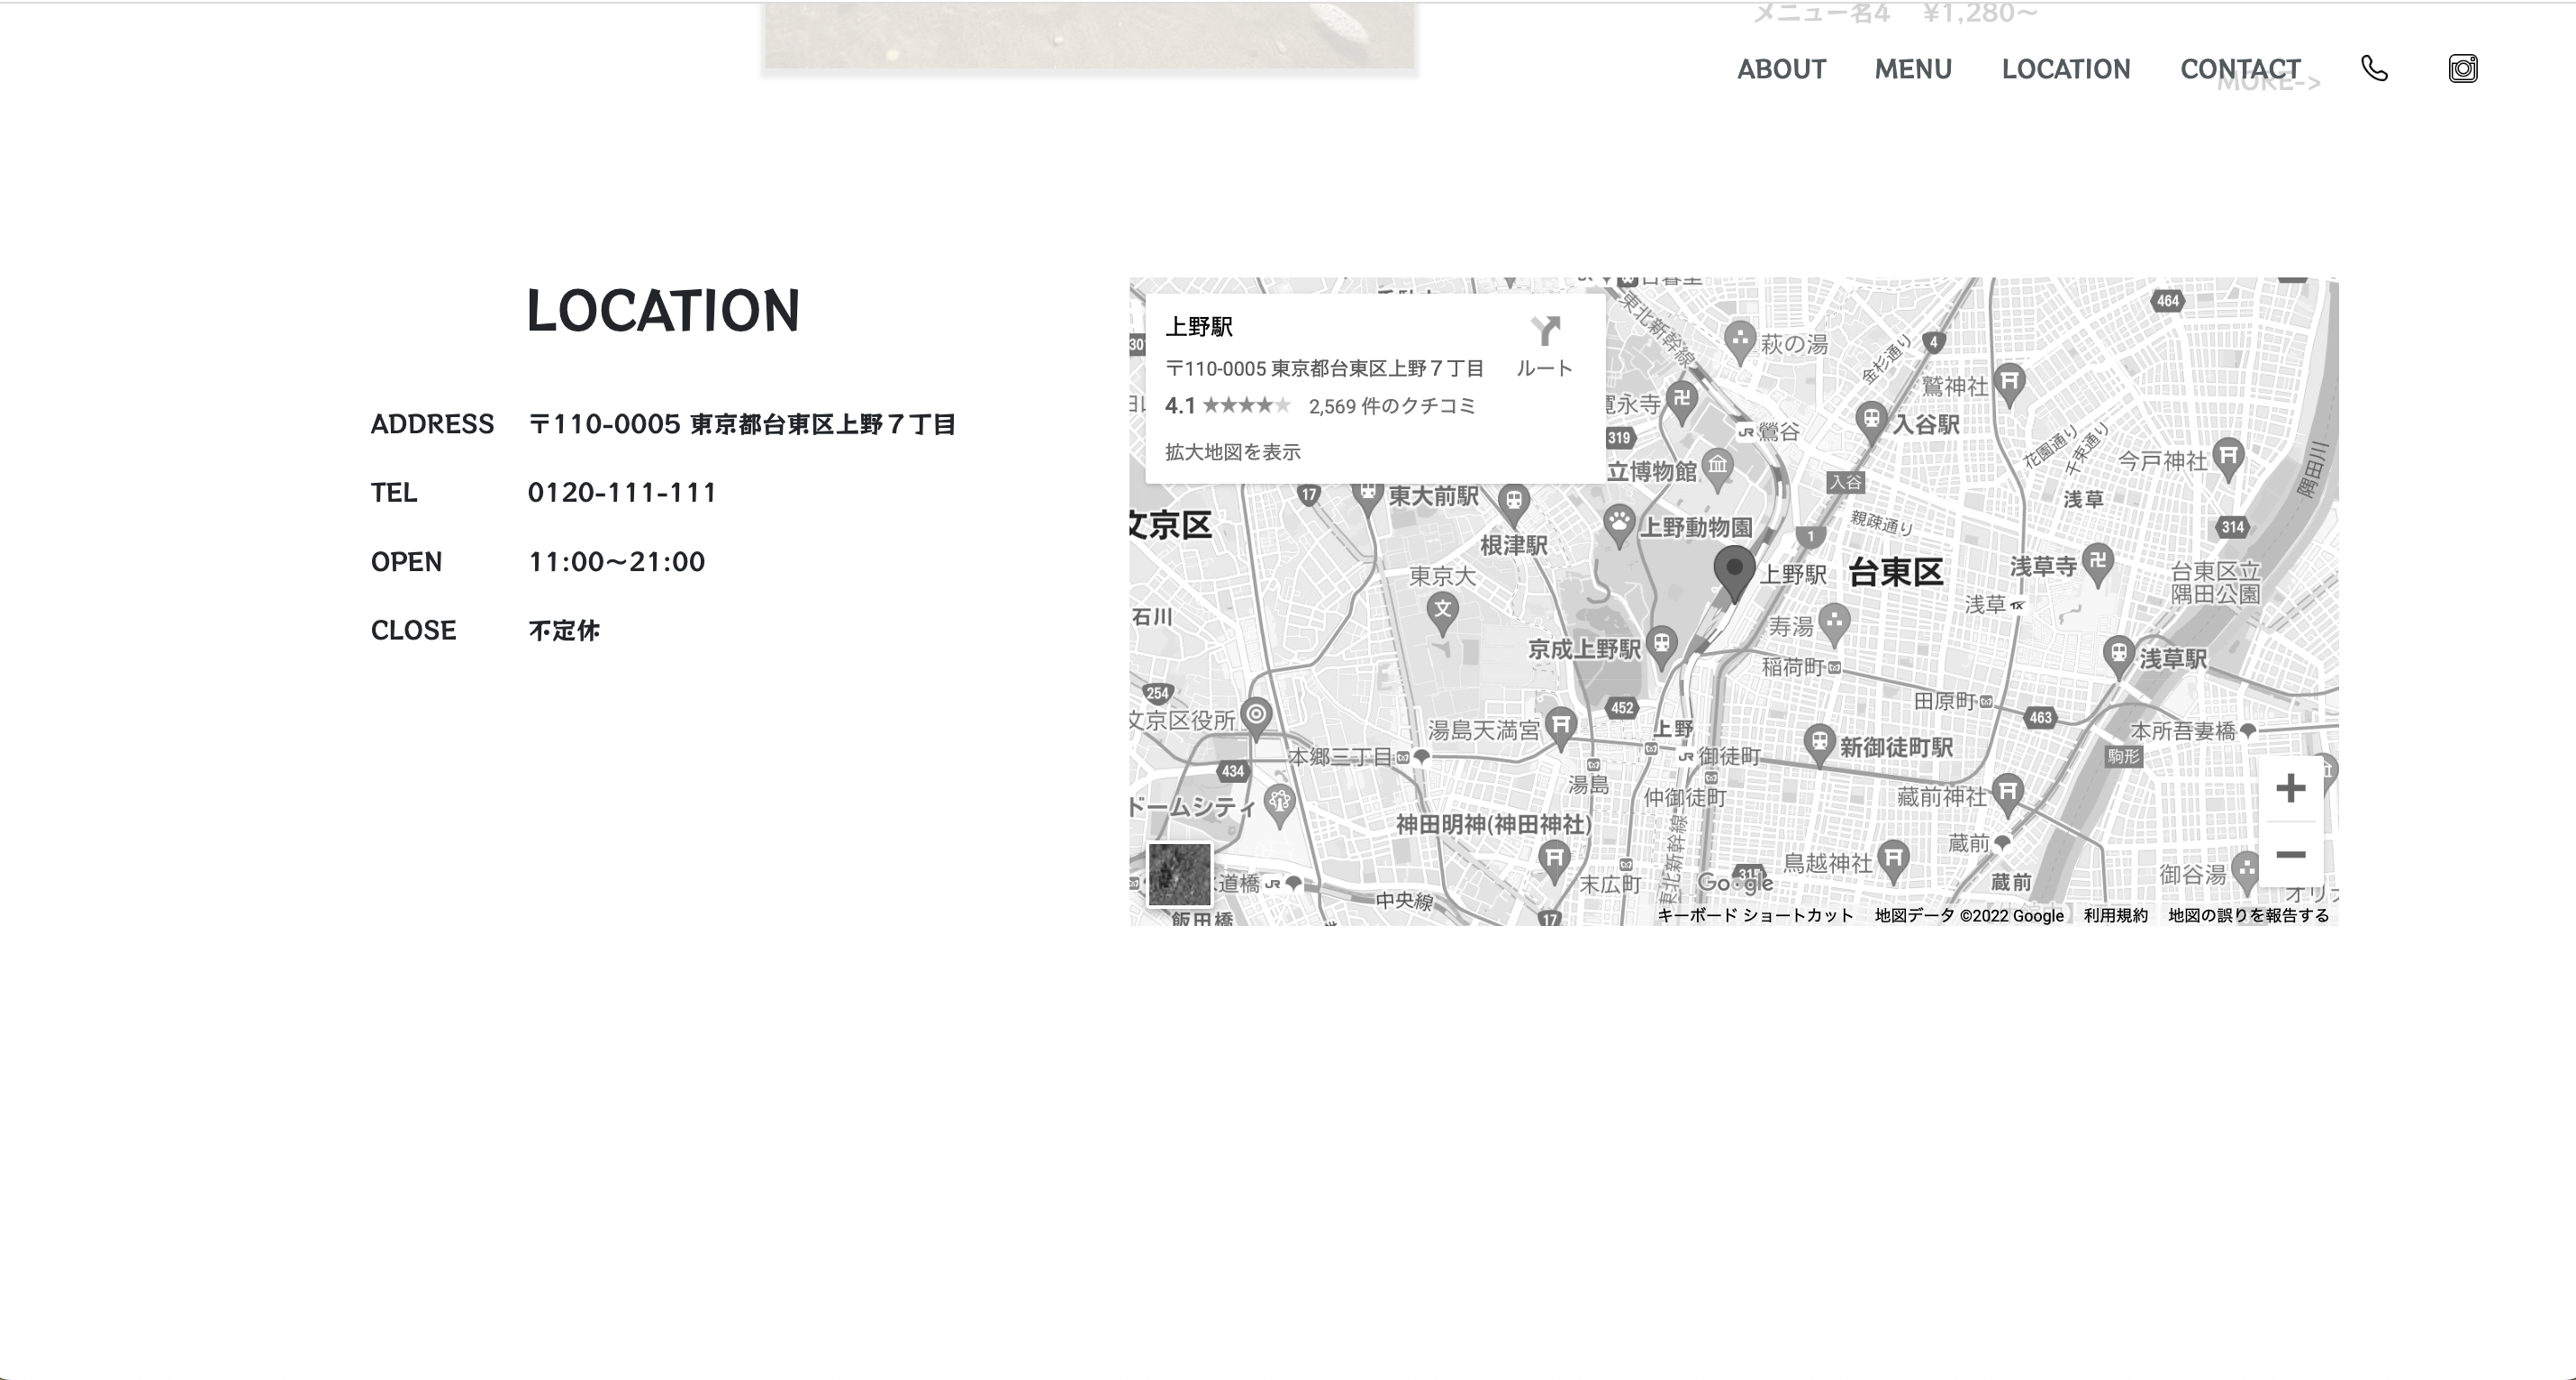 メニュー名4 ¥1,280〜
ABOUT MENU LOCATION CONTACT
MORE->
LOCATION
ADDRESS 〒110-0005 東京都台東区上野７丁目
TEL 0120-111-111
OPEN 11:00〜21:00
CLOSE 不定休
上野駅
〒110-0005 東京都台東区上野７丁目
ルート
4.1 ★★★★★ 2,569 件のクチコミ
拡大地図を表示
東北新幹線
464
萩の湯
金杉通り
4
鷲神社
319
鶯谷
入谷駅
花園通り
千束通り
今戸神社
隅田川
立博物館
入谷
浅草
17
東大前駅
文京区
根津駅
上野動物園
親疎通り
1
314
東京大
上野駅
台東区
浅草寺
台東区立
隅田公園
浅草
石川
寿湯
京成上野駅
稲荷町
浅草駅
254
452
田原町
463
文京区役所
湯島天満宮
上野
本所吾妻橋
本郷三丁目
御徒町
新御徒町駅
駒形
434
湯島
仲御徒町
蔵前神社
ドームシティ
神田明神(神田神社)
蔵前
鳥越神社
御谷湯
道橋
末広町
Google
蔵前
中央線
飯田橋
17
キーボード ショートカット 地図データ ©2022 Google 利用規約 地図の誤りを報告する